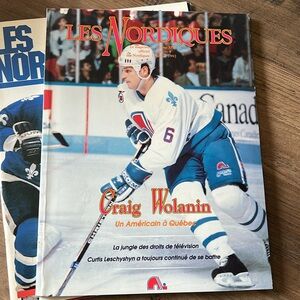 LES NORDIQUES
6
Canad
Craig Wolanin
Un Américain à Québec
La jungle des droits de télévision
Curtis Leschyshyn a toujours continué de se battre
LES
NOR